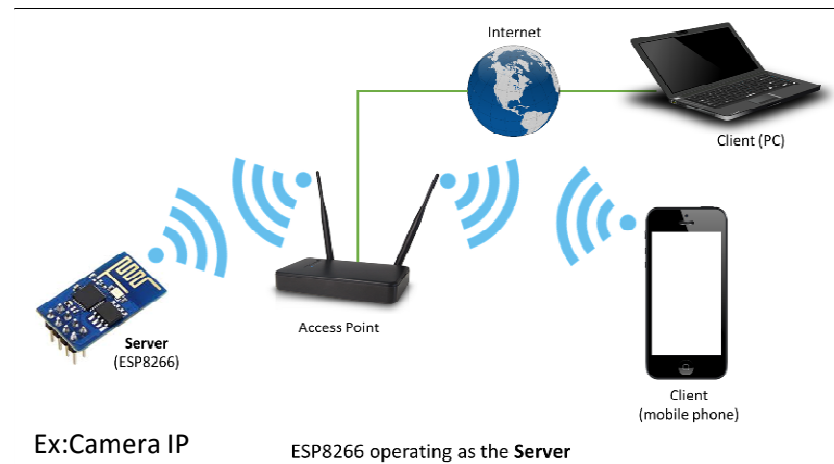 Internet
Client (PC)
Access Point
Server
(ESP8266)
Client
(mobile phone)
Ex:Camera IP
ESP8266 operating as the Server